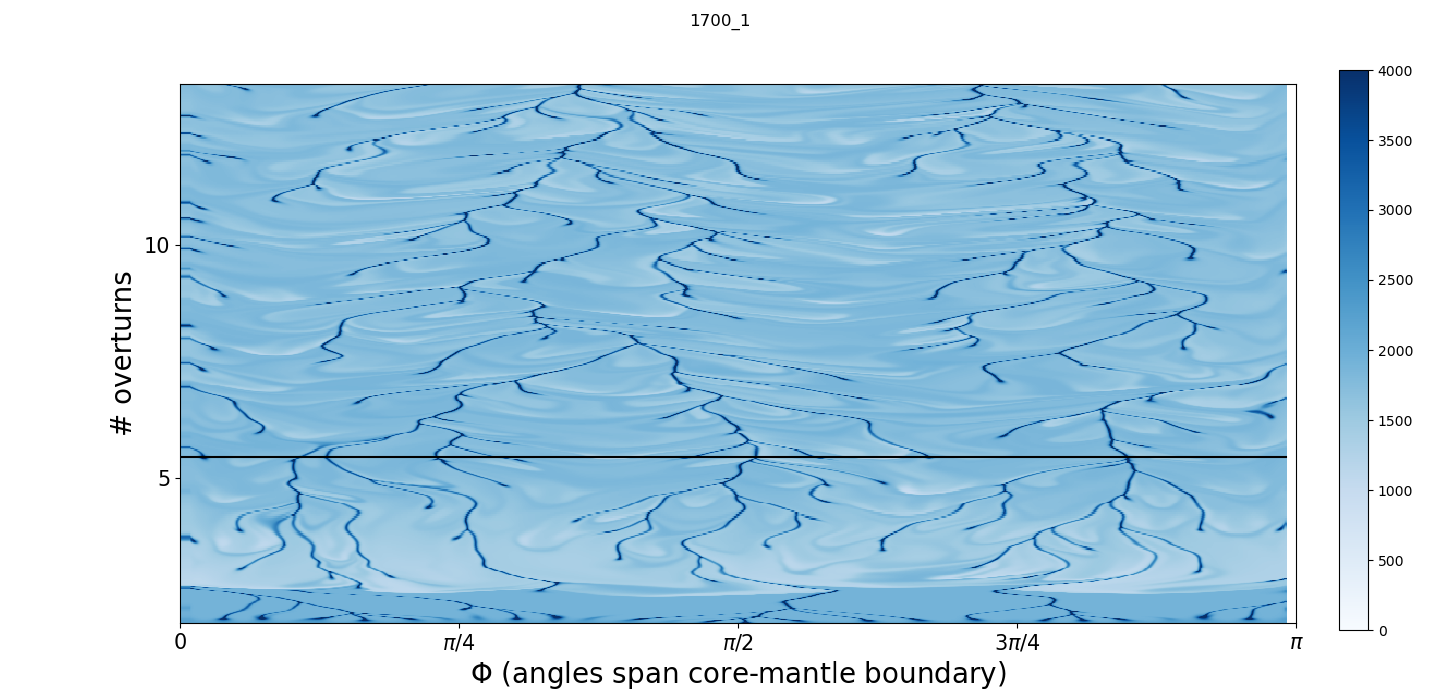 1700_1
# overturns
10
5
0
π/4
π/2
3π/4
π
Φ (angles span core-mantle boundary)
4000
3500
3000
2500
2000
1500
1000
500
0